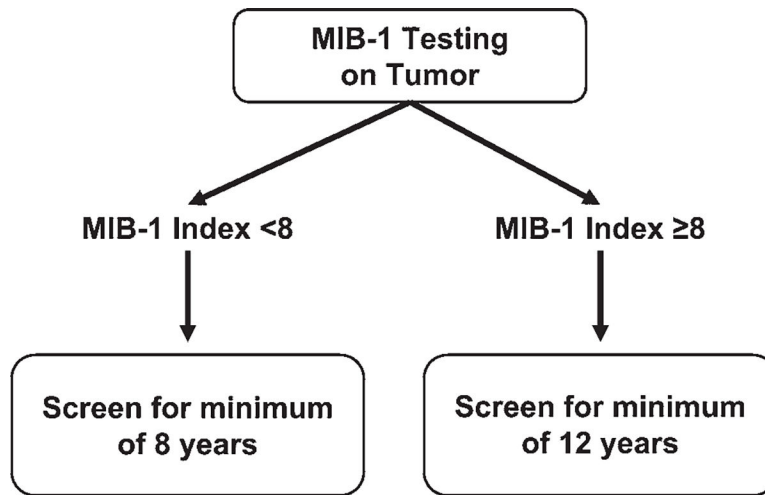 MIB-1 Testing
on Tumor
MIB-1 Index <8
MIB-1 Index ≥8
Screen for minimum
of 8 years
Screen for minimum
of 12 years